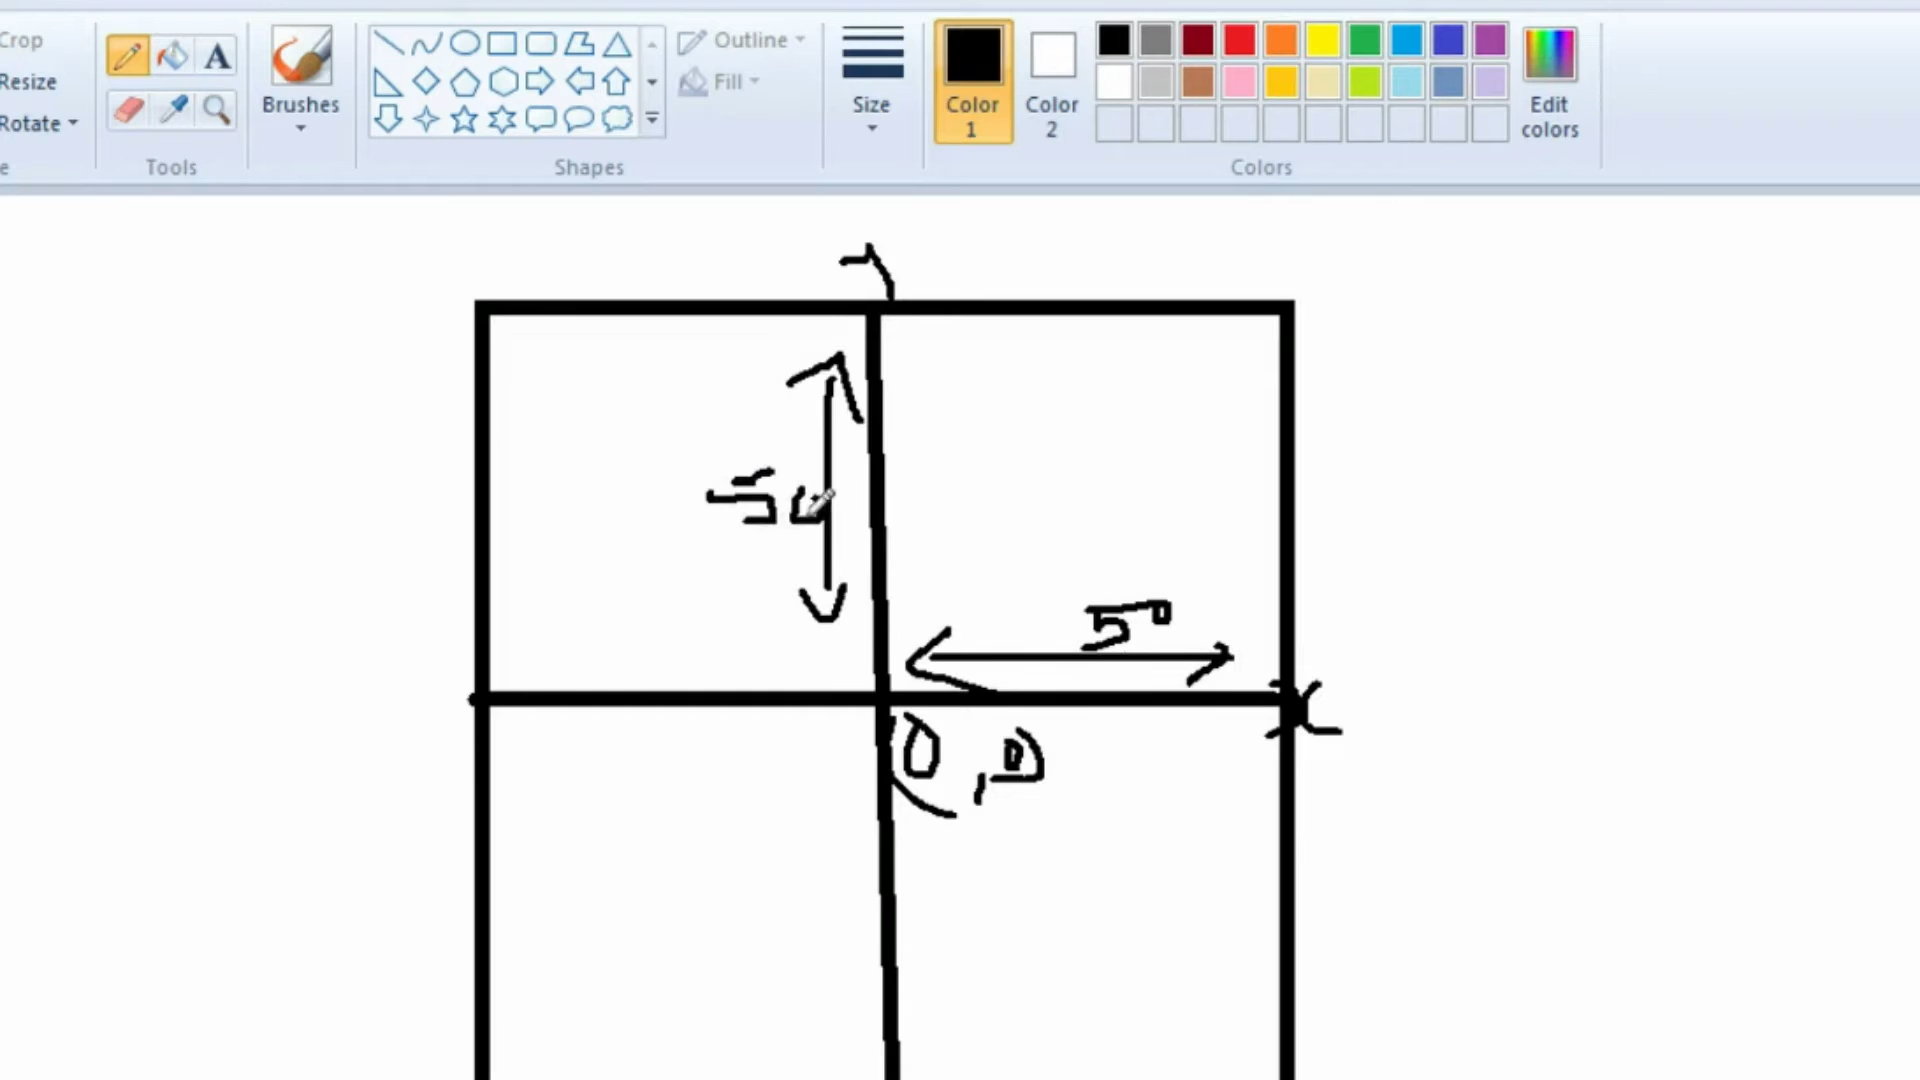 Crop
Resize
Rotate
Brushes
Outline
Fill
Size
Color
1
Color
2
Edit
colors
Tools
Shapes
Colors
y
50
50
x
(0,0)